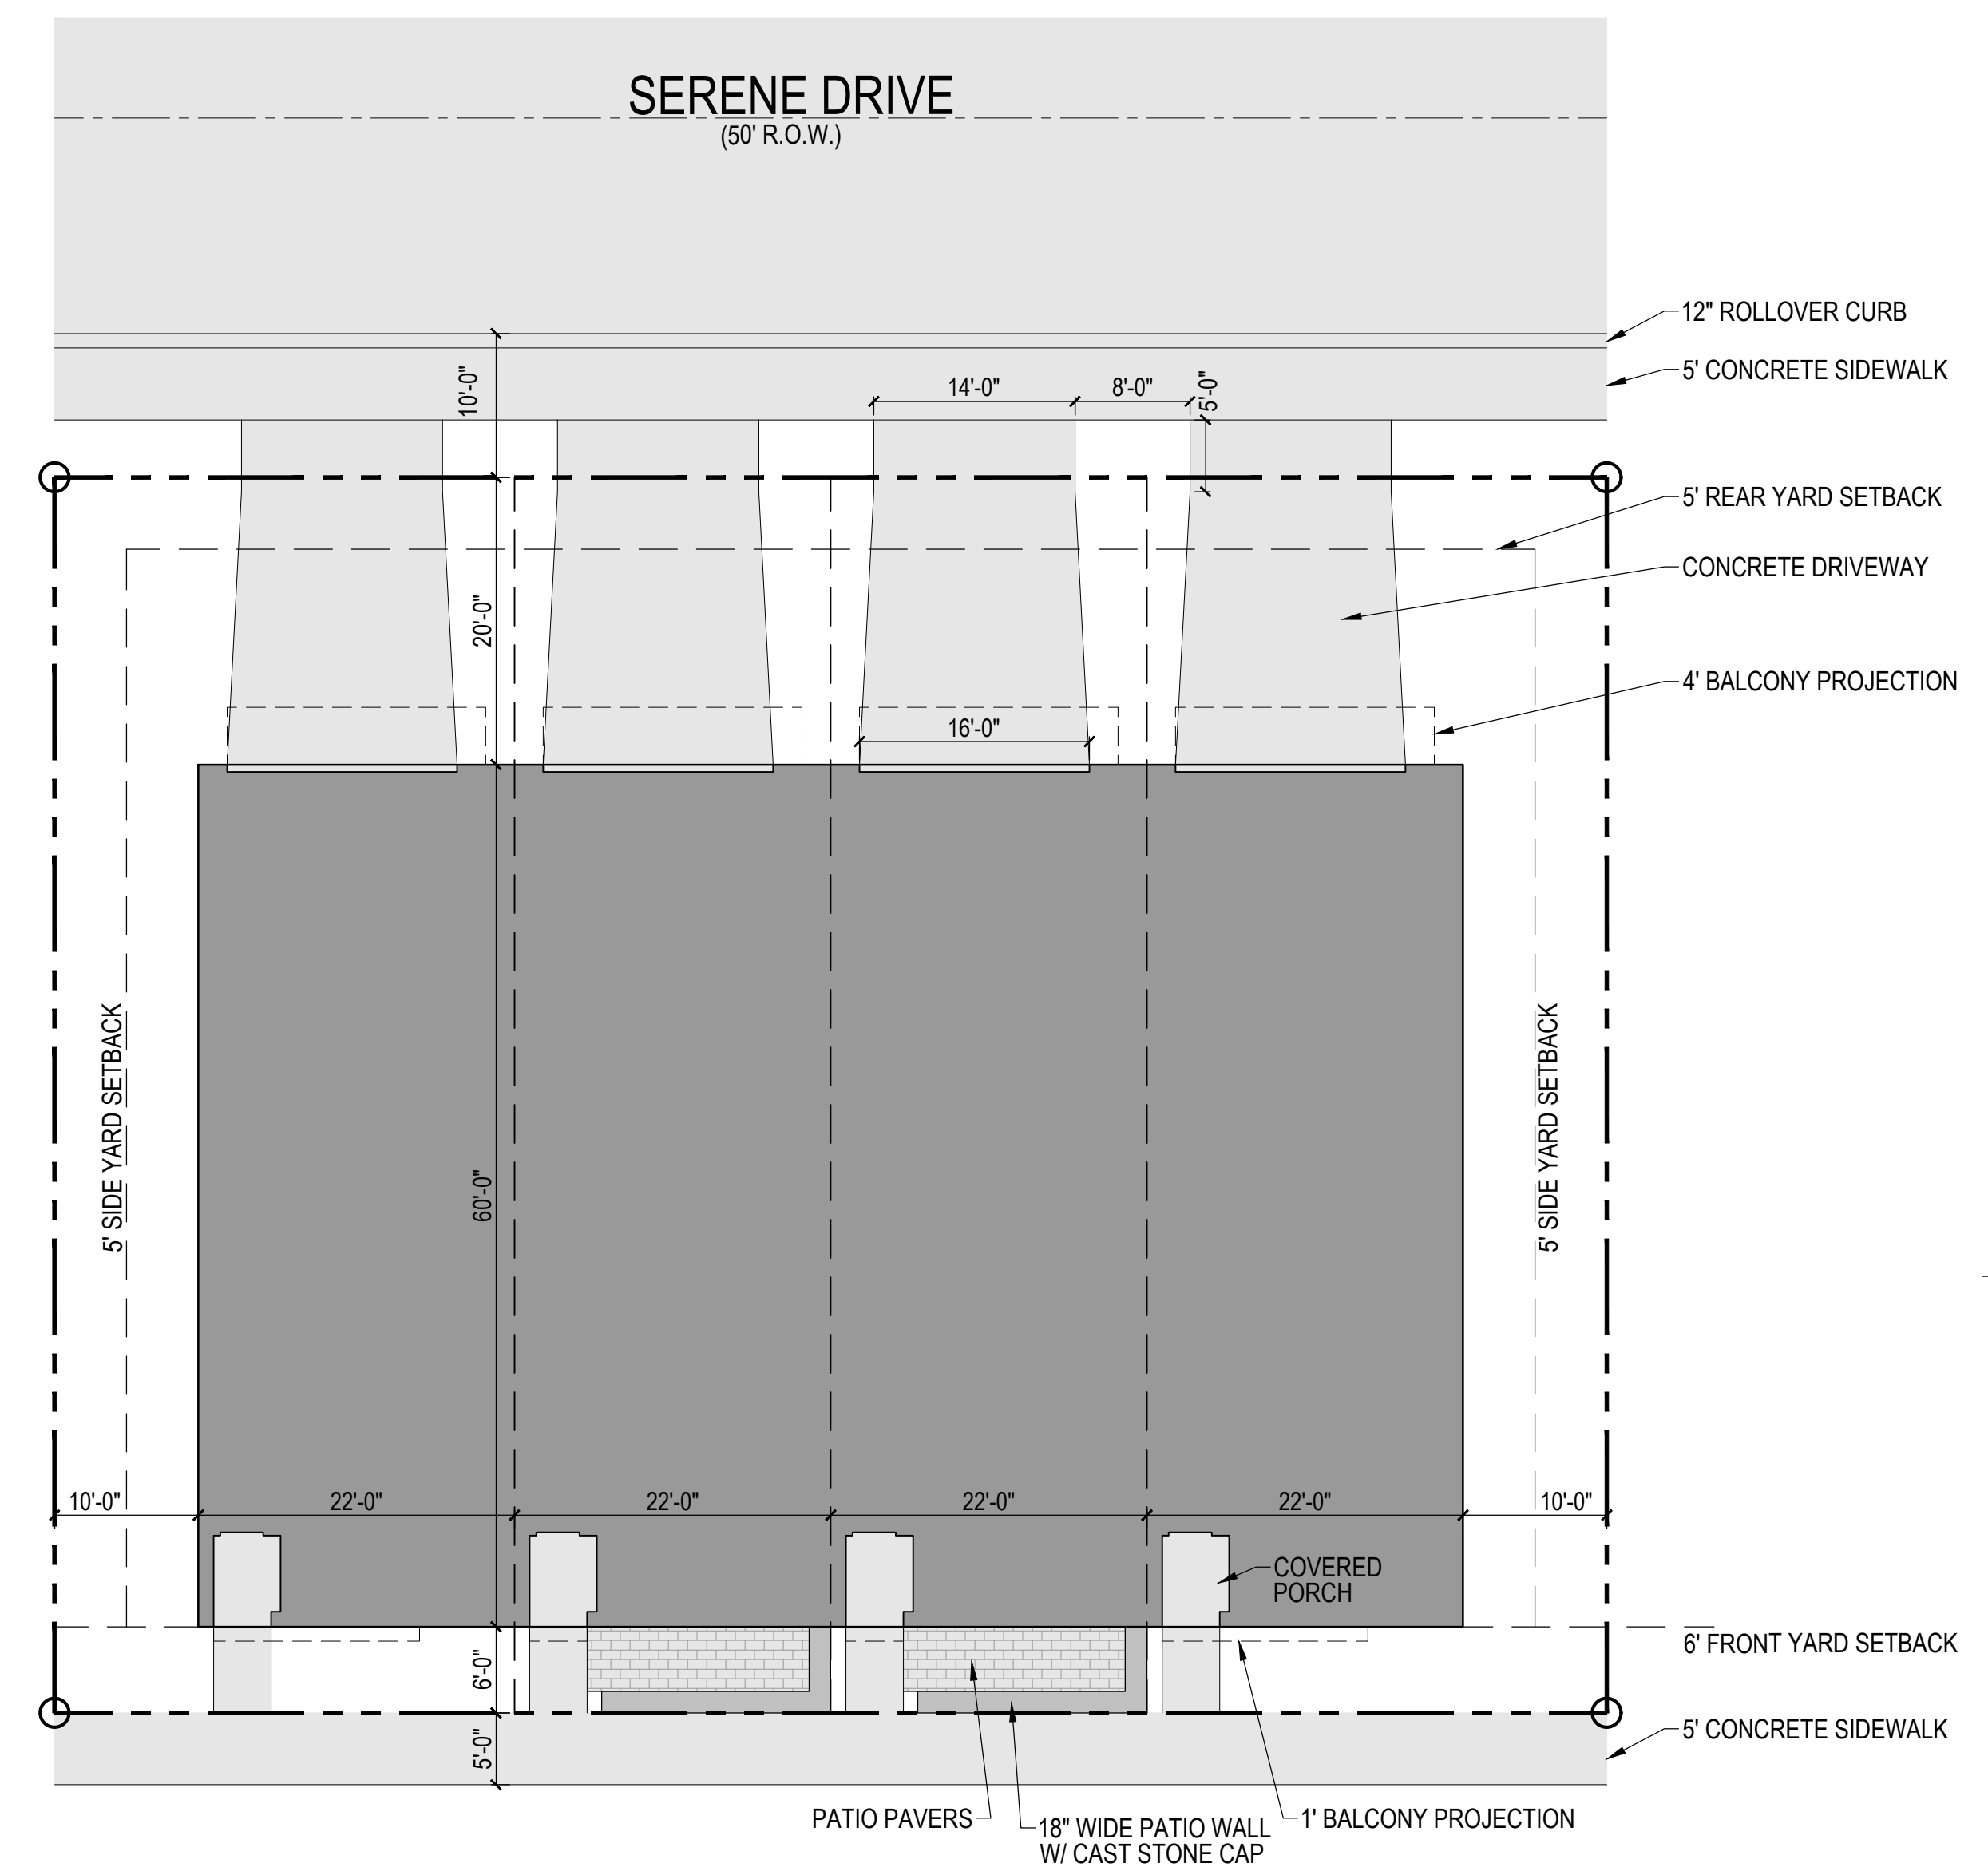 SERENE DRIVE
(50' R.O.W.)
12" ROLLOVER CURB
5' CONCRETE SIDEWALK
10'-0"
14'-0"
8'-0"
5'-0"
5' REAR YARD SETBACK
CONCRETE DRIVEWAY
20'-0"
4' BALCONY PROJECTION
16'-0"
5' SIDE YARD SETBACK
60'-0"
5' SIDE YARD SETBACK
10'-0"
22'-0"
22'-0"
22'-0"
22'-0"
10'-0"
COVERED
PORCH
6'-0"
6' FRONT YARD SETBACK
5'-0"
5' CONCRETE SIDEWALK
PATIO PAVERS
18" WIDE PATIO WALL
W/ CAST STONE CAP
1' BALCONY PROJECTION